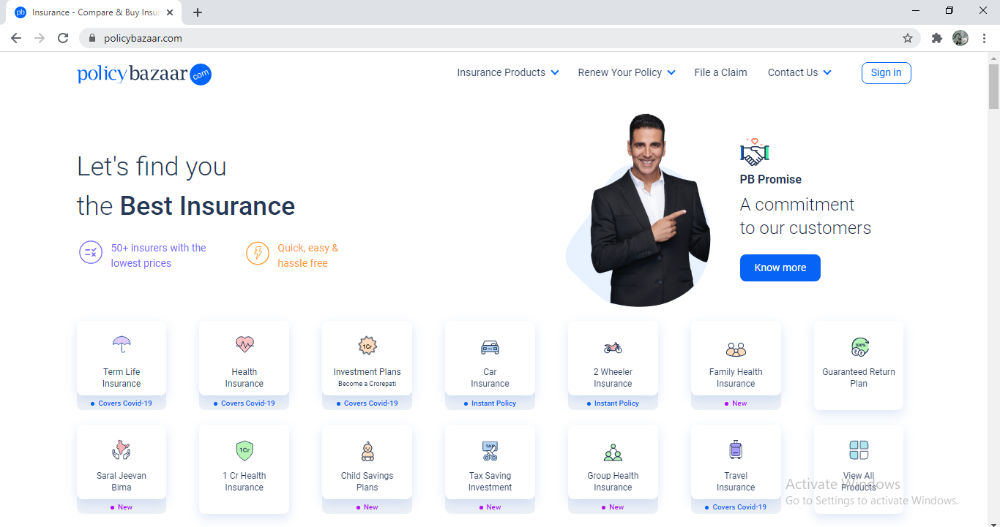 pb Insurance - Compare & Buy Insu
policybazaar.com
policybazaar com
Insurance Products Renew Your Policy File a Claim Contact Us Sign in
Let's find you
the Best Insurance
50+ insurers with the
lowest prices
Quick, easy &
hassle free
PB Promise
A commitment
to our customers
Know more
Term Life
Insurance
Covers Covid-19
Health
Insurance
Covers Covid-19
1Cr
Investment Plans
Become a Crorepati
Covers Covid-19
Car
Insurance
Instant Policy
2 Wheeler
Insurance
Instant Policy
Family Health
Insurance
New
100%
Guaranteed Return
Plan
Saral Jeevan
Bima
New
1Cr
1 Cr Health
Insurance
Child Savings
Plans
New
TAX
Tax Saving
Investment
New
Group Health
Insurance
New
Travel
Insurance
Covers Covid-19
View All
Products
Activate Windows
Go to Settings to activate Windows.